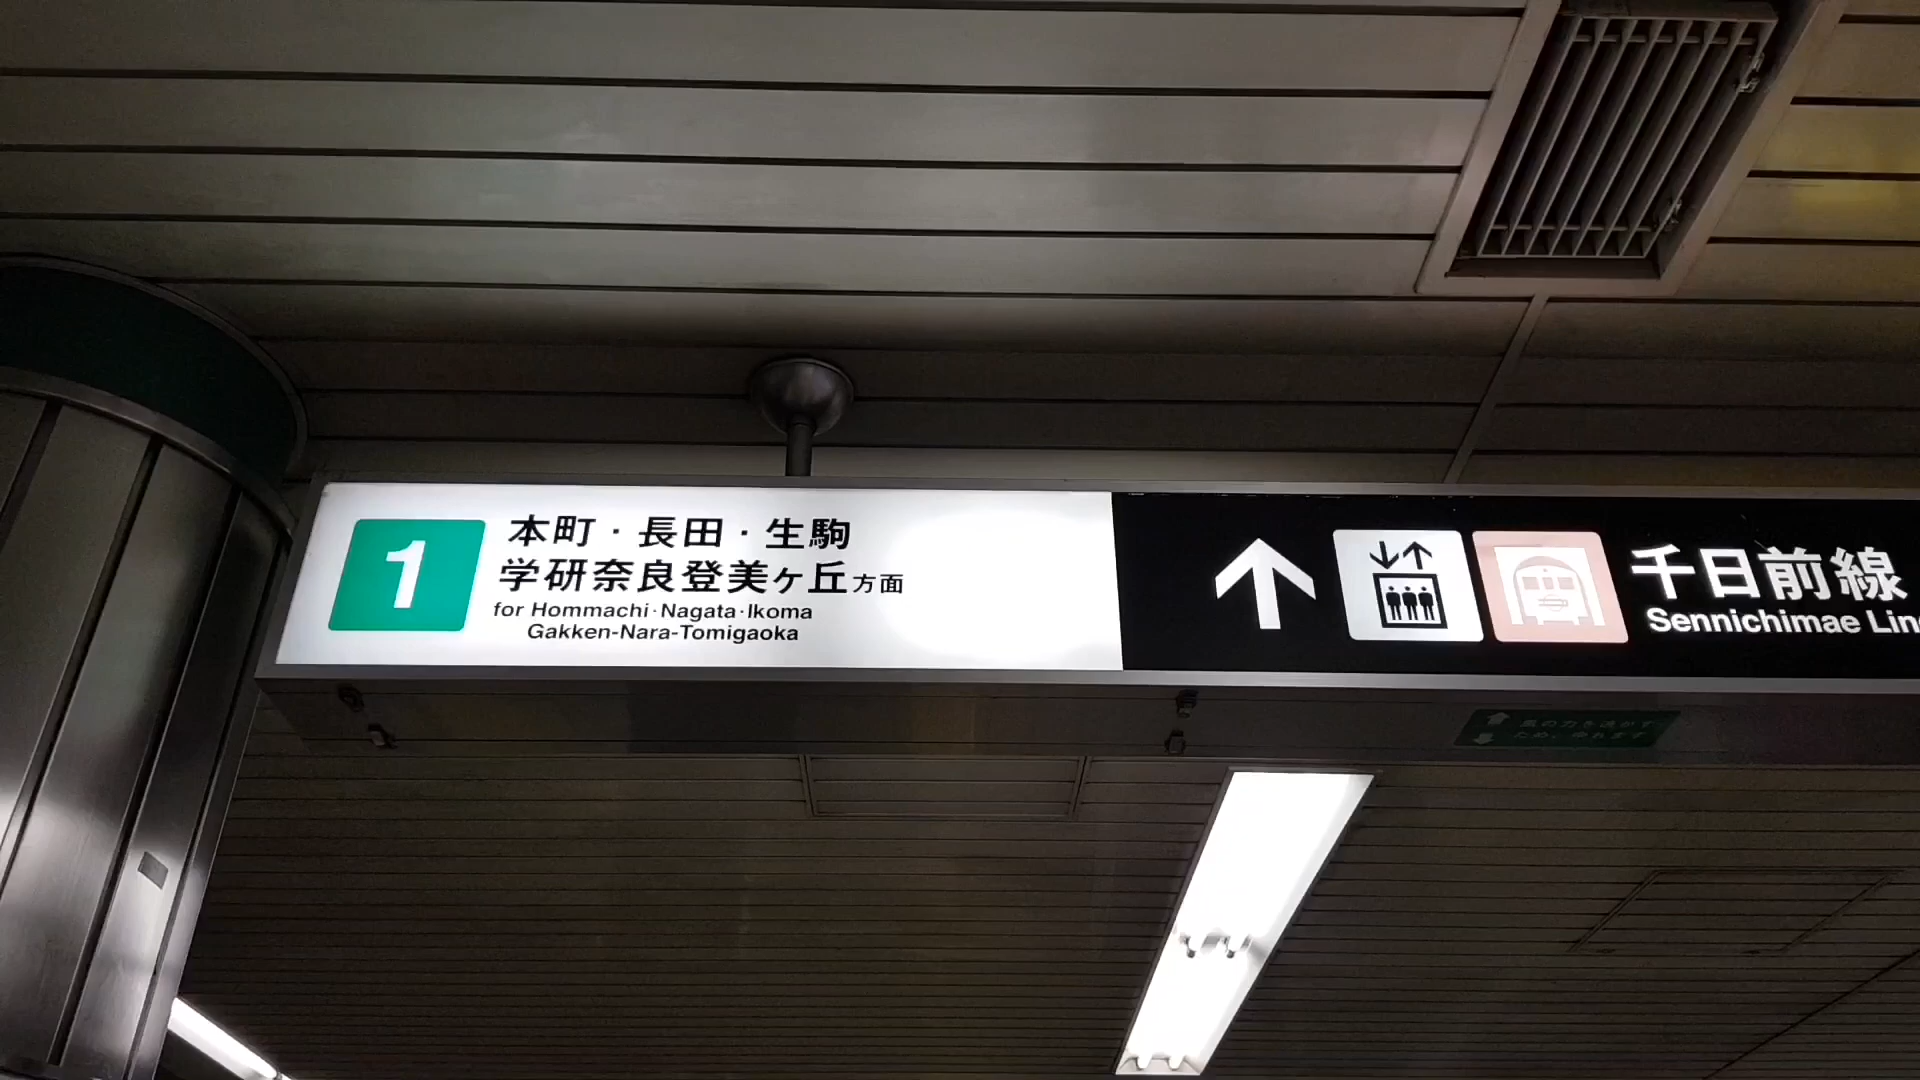 1
本町・長田・生駒
学研奈良登美ヶ丘方面
for Hommachi·Nagata·Ikoma
Gakken-Nara-Tomigaoka
千日前線
Sennichimae Line